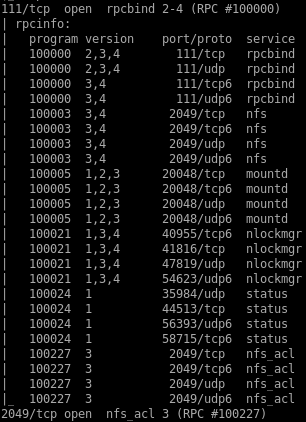 111/tcp  open  rpcbind 2-4 (RPC #100000)
| rpcinfo:
|   program version    port/proto  service
|   100000  2,3,4        111/tcp   rpcbind
|   100000  2,3,4        111/udp   rpcbind
|   100000  3,4          111/tcp6  rpcbind
|   100000  3,4          111/udp6  rpcbind
|   100003  3,4         2049/tcp   nfs
|   100003  3,4         2049/tcp6  nfs
|   100003  3,4         2049/udp   nfs
|   100003  3,4         2049/udp6  nfs
|   100005  1,2,3      20048/tcp   mountd
|   100005  1,2,3      20048/tcp6  mountd
|   100005  1,2,3      20048/udp   mountd
|   100005  1,2,3      20048/udp6  mountd
|   100021  1,3,4      40955/tcp6  nlockmgr
|   100021  1,3,4      41816/tcp   nlockmgr
|   100021  1,3,4      47819/udp   nlockmgr
|   100021  1,3,4      54623/udp6  nlockmgr
|   100024  1          35984/udp   status
|   100024  1          44513/tcp   status
|   100024  1          56393/udp6  status
|   100024  1          58715/tcp6  status
|   100227  3           2049/tcp   nfs_acl
|   100227  3           2049/tcp6  nfs_acl
|   100227  3           2049/udp   nfs_acl
|_  100227  3           2049/udp6  nfs_acl
2049/tcp open  nfs_acl 3 (RPC #100227)